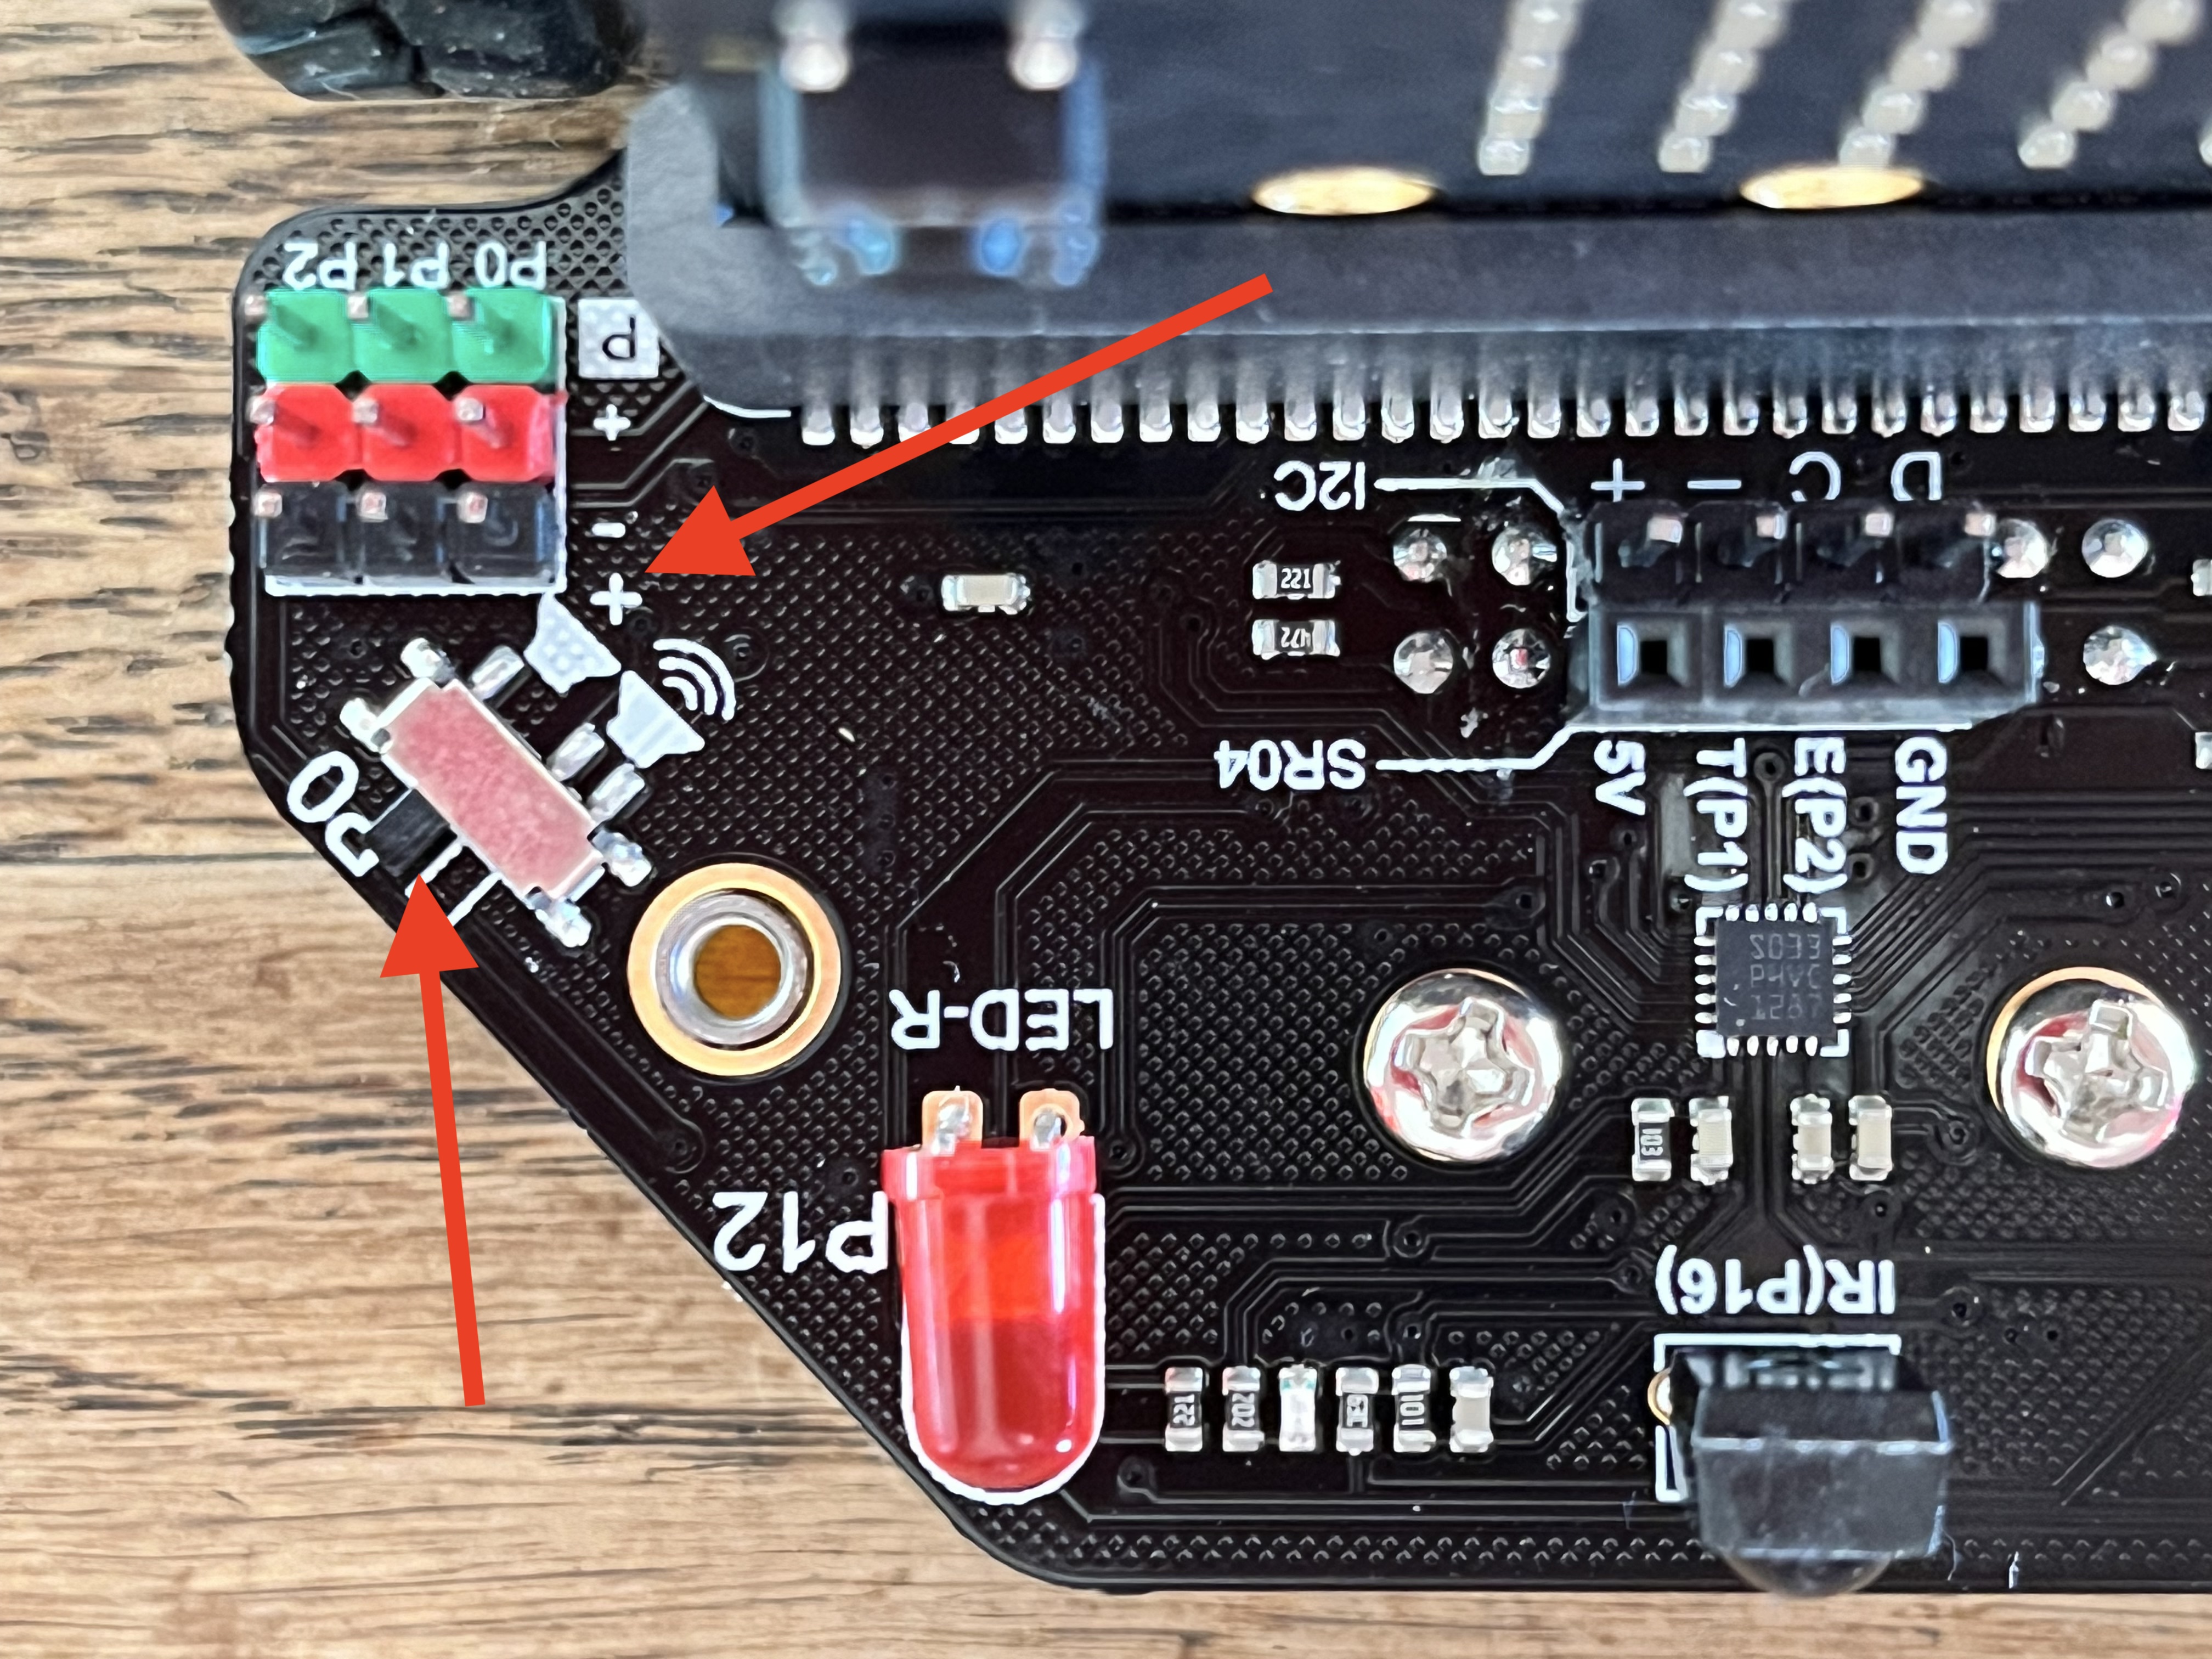 P0 P1 P2
P
+
-
+
I2C
D C - +
221
472
SR04
5V
T(P1)
E(P2)
GND
P0
LED-R
P12
103
IR(P16)
221
202
101